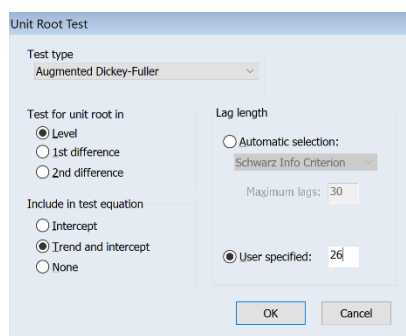 Unit Root Test
Test type
Augmented Dickey-Fuller
Test for unit root in
Level
1st difference
2nd difference
Include in test equation
Intercept
Trend and intercept
None
Lag length
Automatic selection:
Schwarz Info Criterion
Maximum lags: 30
User specified: 26
OK Cancel